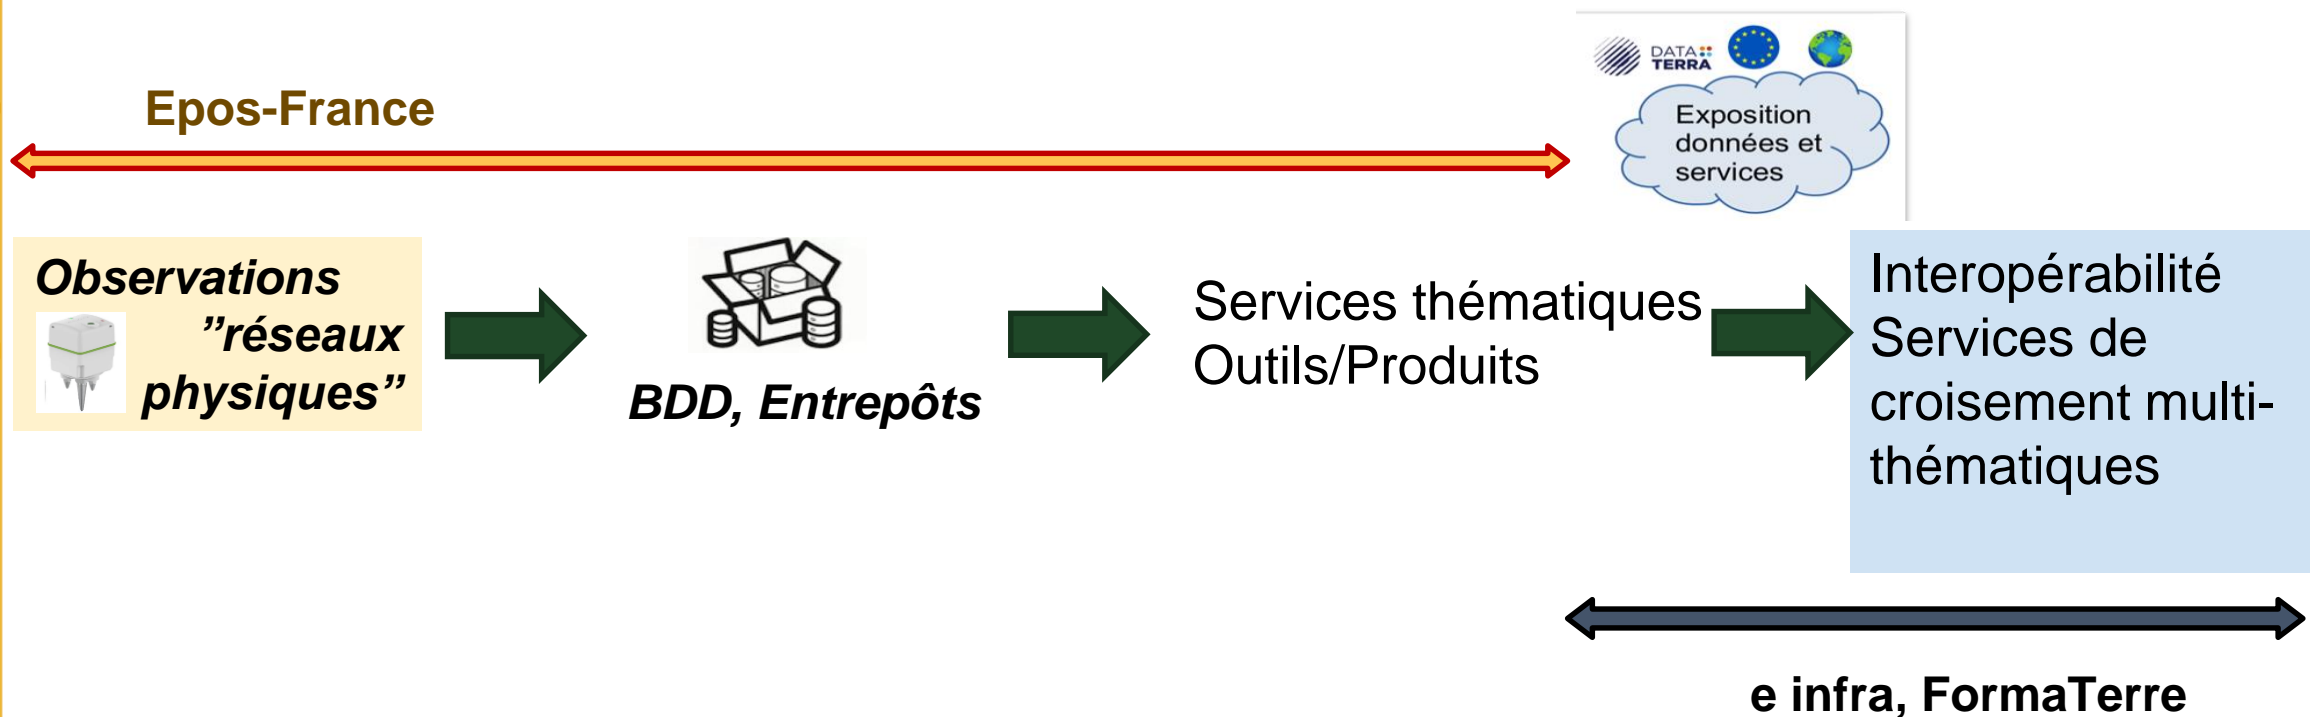 DATA
TERRA
Epos-France
Exposition
données et
services
Observations
”réseaux
physiques”
BDD, Entrepôts
Services thématiques
Outils/Produits
Interopérabilité
Services de
croisement multi-
thématiques
e infra, FormaTerre